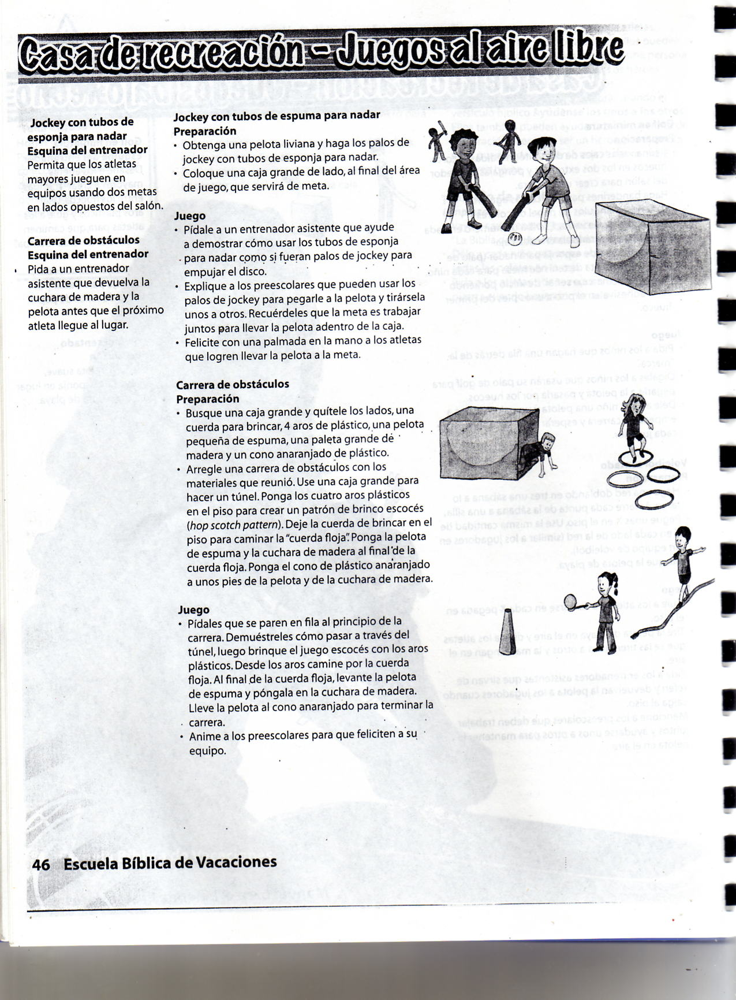 Casa de recreación – Juegos al aire libre
Jockey con tubos de
esponja para nadar
Esquina del entrenador
Permita que los atletas
mayores jueguen en
equipos usando dos metas
en lados opuestos del salón.
Carrera de obstáculos
Esquina del entrenador
Pida a un entrenador
asistente que devuelva la
cuchara de madera y la
pelota antes que el próximo
atleta llegue al lugar.
Jockey con tubos de espuma para nadar
Preparación
• Obtenga una pelota liviana y haga los palos de
jockey con tubos de esponja para nadar.
• Coloque una caja grande de lado, al final del área
de juego, que servirá de meta.
Juego
• Pídale a un entrenador asistente que ayude
a demostrar cómo usar los tubos de esponja
para nadar como si fueran palos de jockey para
empujar el disco.
• Explique a los preescolares que pueden usar los
palos de jockey para pegarle a la pelota y tirársela
unos a otros. Recuérdeles que la meta es trabajar
juntos para llevar la pelota adentro de la caja.
• Felicite con una palmada en la mano a los atletas
que logren llevar la pelota a la meta.
Carrera de obstáculos
Preparación
• Busque una caja grande y quítele los lados, una
cuerda para brincar, 4 aros de plástico, una pelota
pequeña de espuma, una paleta grande de
madera y un cono anaranjado de plástico.
• Arregle una carrera de obstáculos con los
materiales que reunió. Use una caja grande para
hacer un túnel. Ponga los cuatro aros plásticos
en el piso para crear un patrón de brinco escocés
(hop scotch pattern). Deje la cuerda de brincar en el
piso para caminar la "cuerda floja". Ponga la pelota
de espuma y la cuchara de madera al final de la
cuerda floja. Ponga el cono de plástico anaranjado
a unos pies de la pelota y de la cuchara de madera.
Juego
• Pídales que se paren en fila al principio de la
carrera. Demuéstreles cómo pasar a través del
túnel, luego brinque el juego escocés con los aros
plásticos. Desde los aros camine por la cuerda
floja. Al final de la cuerda floja, levante la pelota
de espuma y póngala en la cuchara de madera.
Lleve la pelota al cono anaranjado para terminar la
carrera.
• Anime a los preescolares para que feliciten a su
equipo.
46 Escuela Bíblica de Vacaciones